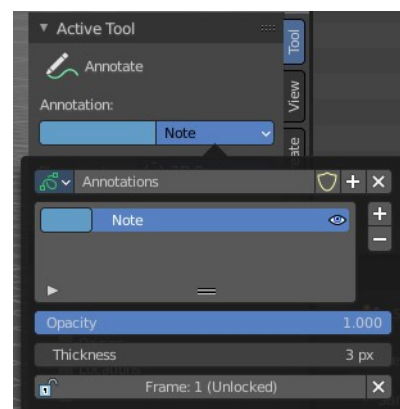 Active Tool
Tool
Annotate
Annotation:
View
Note
Annotations
Note
Opacity 1.000
Thickness 3 px
Frame: 1 (Unlocked)